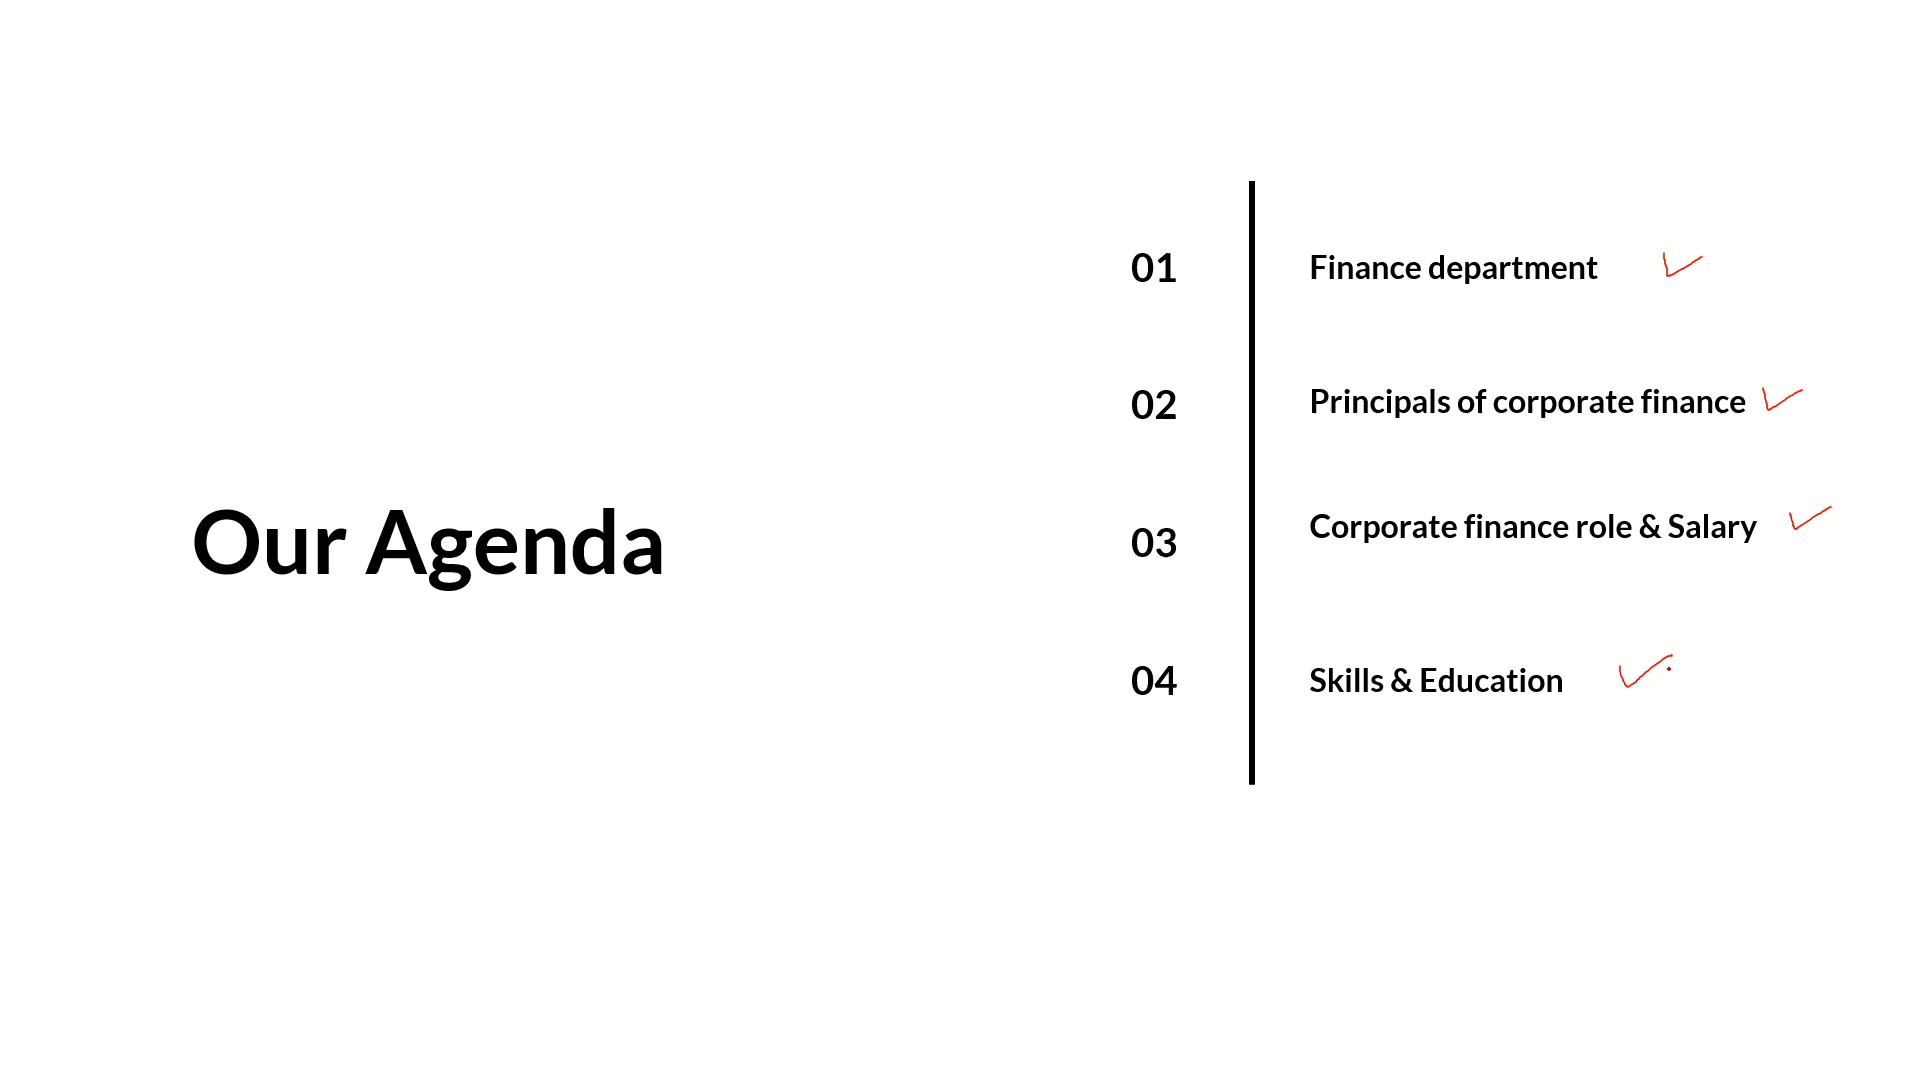 Our Agenda
01 Finance department
02 Principals of corporate finance
03 Corporate finance role & Salary
04 Skills & Education